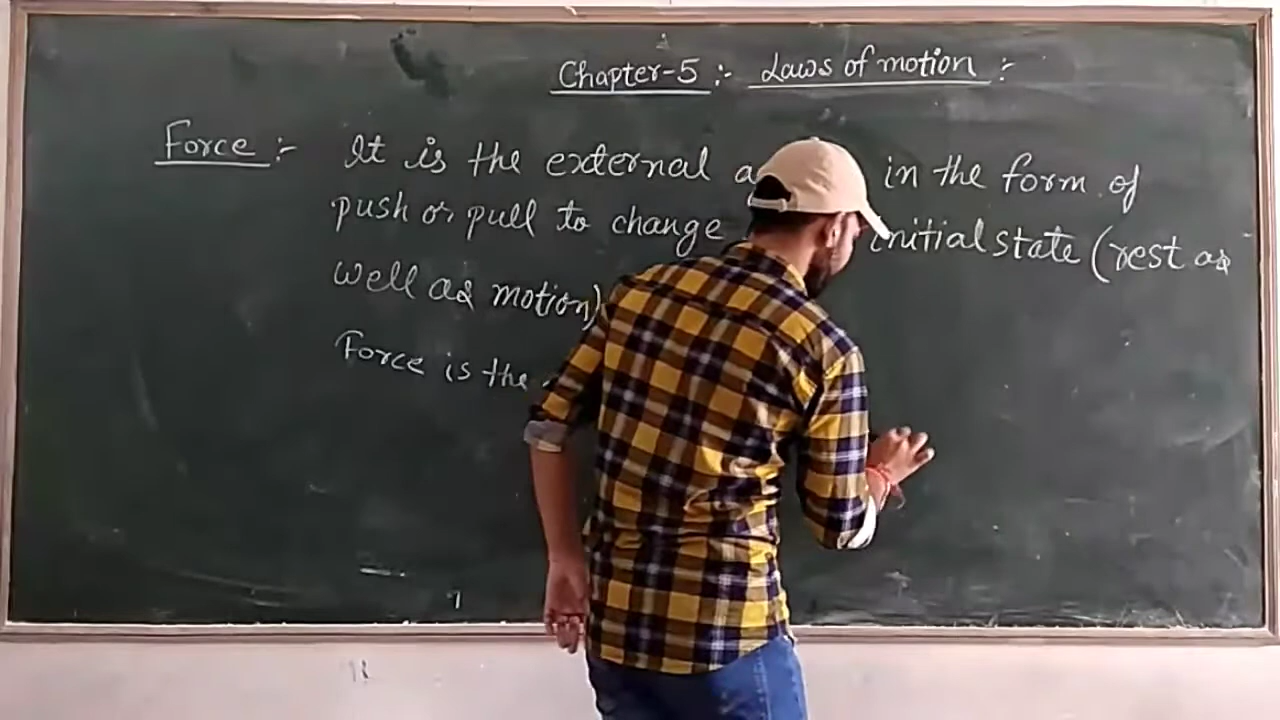 Chapter-5 :- Laws of motion :-
Force :- It is the external in the form of
push or pull to change initial state (rest as
well as motion)
Force is the